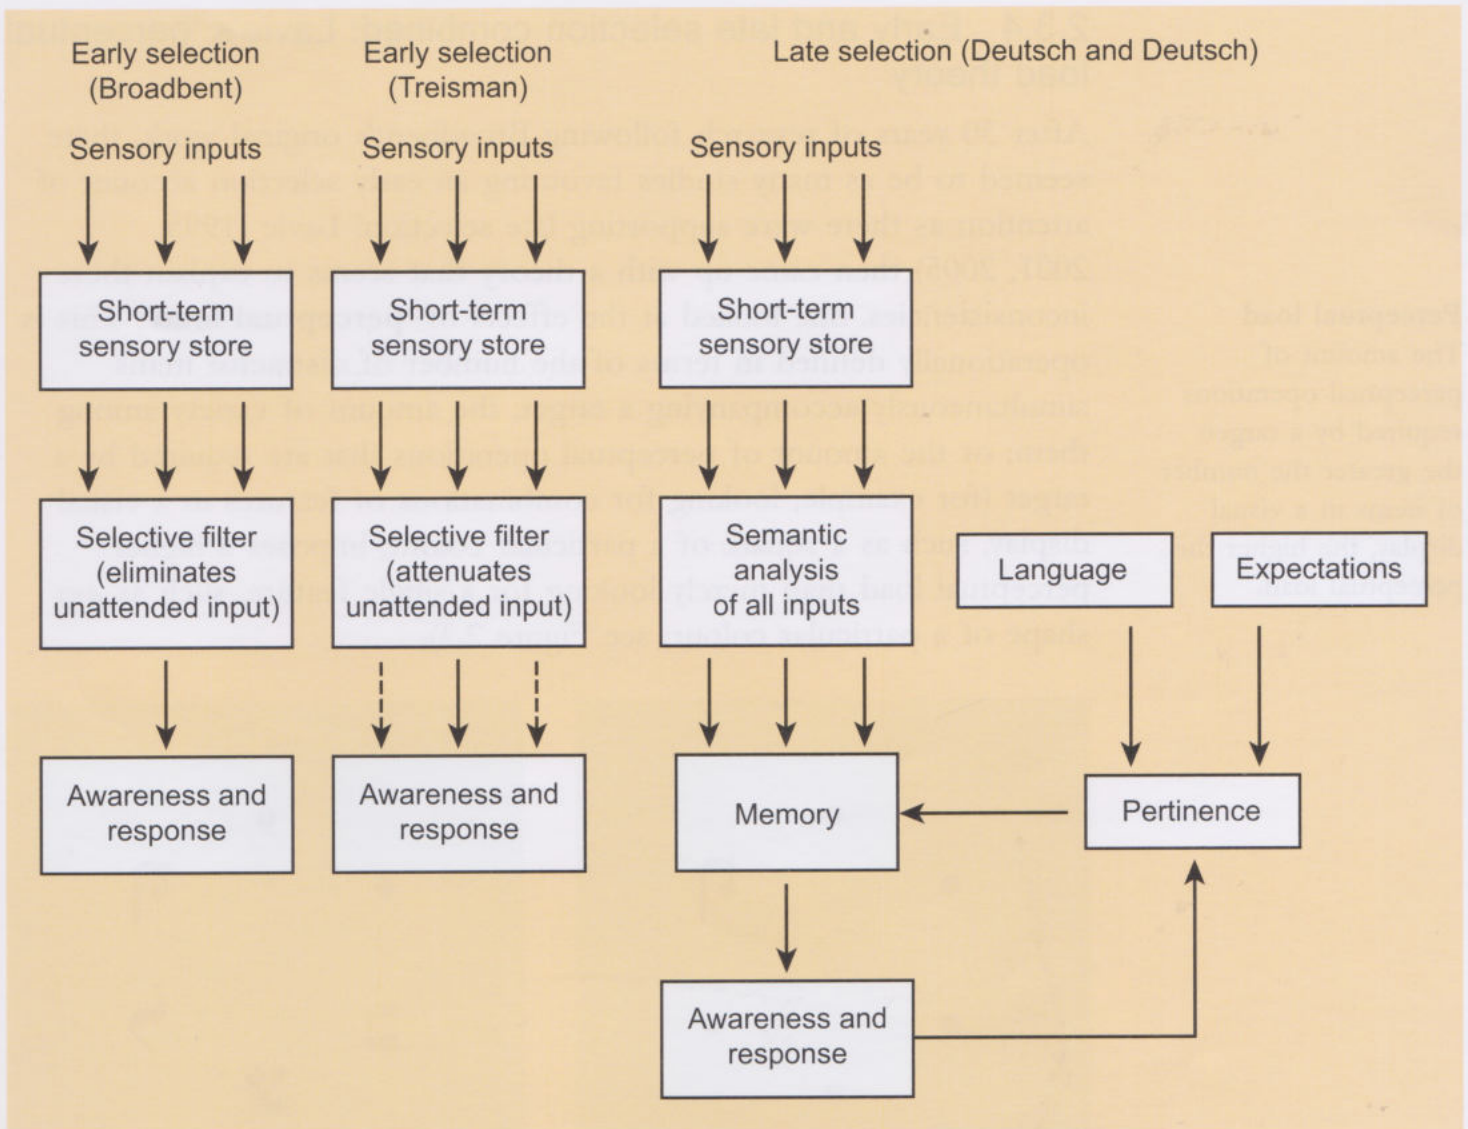 Early selection
(Broadbent)
Sensory inputs
Short-term
sensory store
Selective filter
(eliminates
unattended input)
Awareness and
response
Early selection
(Treisman)
Sensory inputs
Short-term
sensory store
Selective filter
(attenuates
unattended input)
Awareness and
response
Late selection (Deutsch and Deutsch)
Sensory inputs
Short-term
sensory store
Semantic
analysis
of all inputs
Language
Expectations
Memory
Pertinence
Awareness and
response